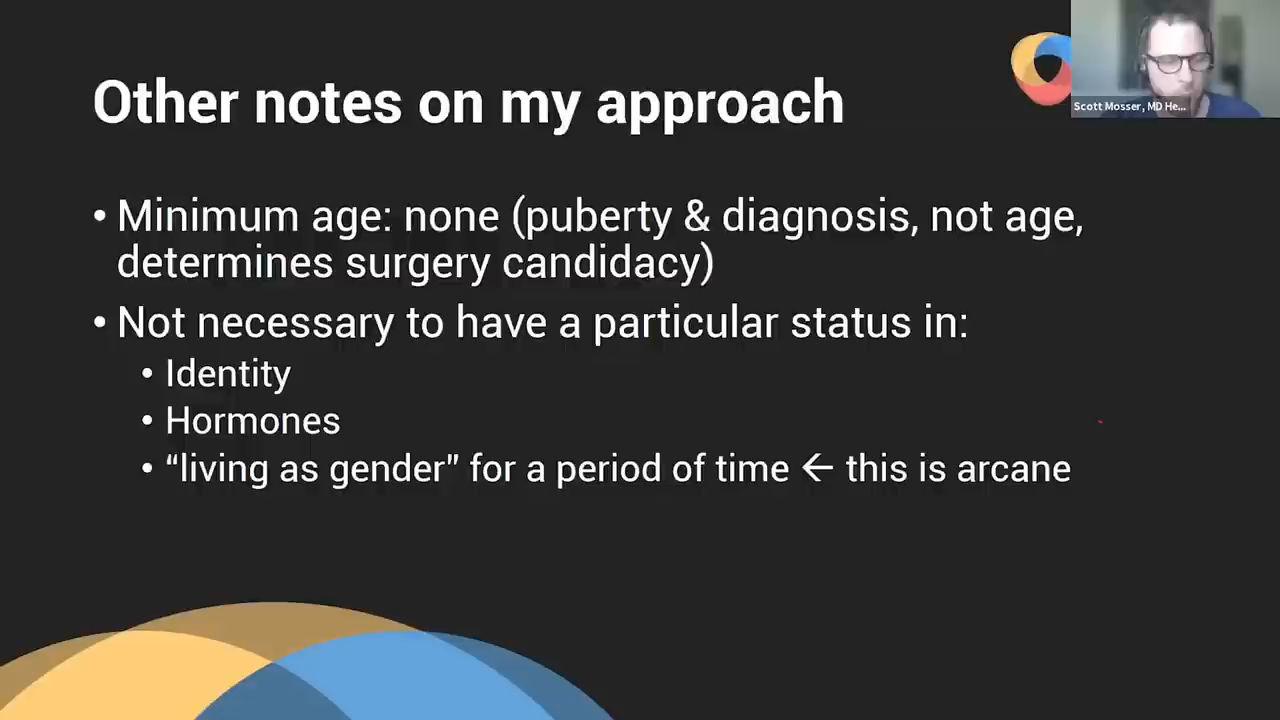 Other notes on my approach
Scott Mosser, MD He...
• Minimum age: none (puberty & diagnosis, not age,
determines surgery candidacy)
• Not necessary to have a particular status in:
• Identity
• Hormones
• “living as gender” for a period of time ← this is arcane